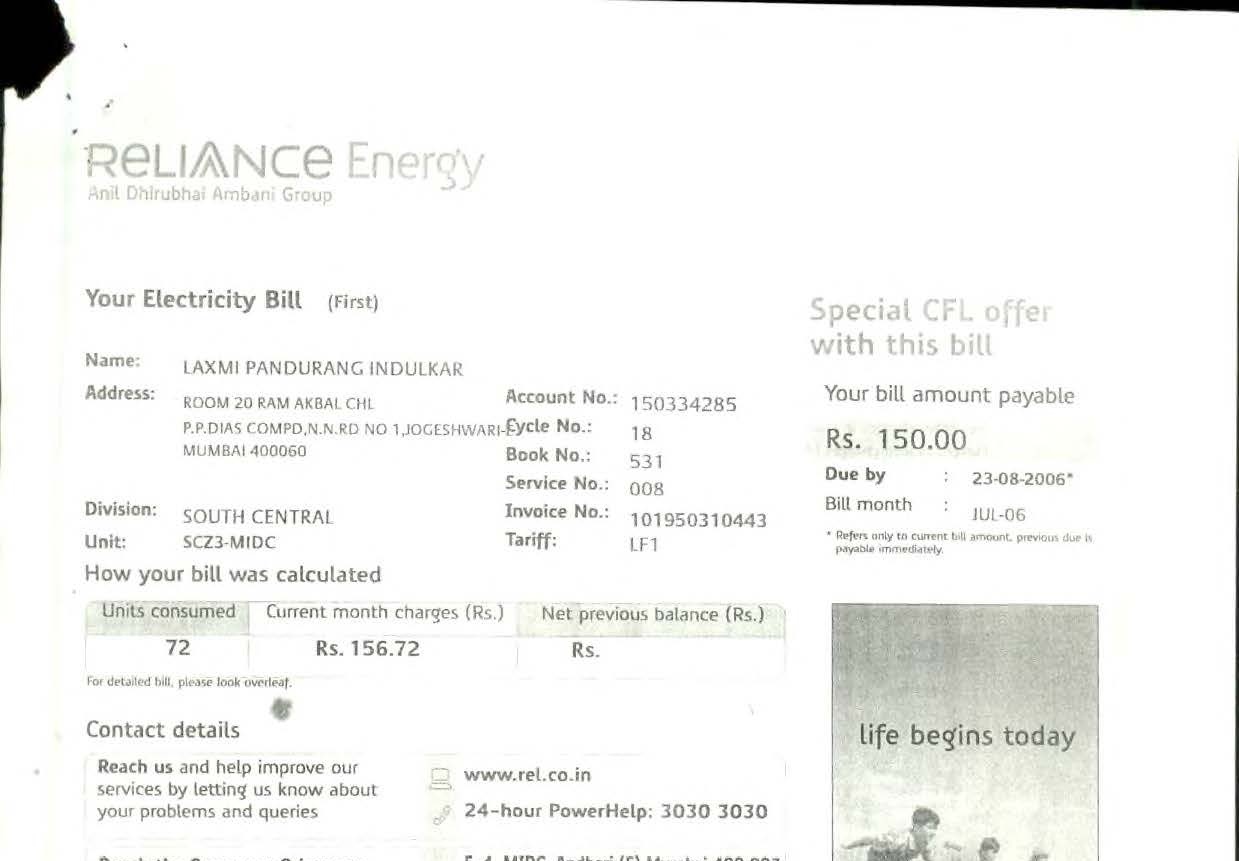 RELIANCE Energy
Anil Dhirubhai Ambani Group
Your Electricity Bill (First)
Name: LAXMI PANDURANG INDULKAR
Address: ROOM 20 RAM AKBAL CHL
P.P.DIAS COMPD,N.N.RD NO 1,JOGESHWARI-E
MUMBAI 400060
Division: SOUTH CENTRAL
Unit: SCZ3-MIDC
Account No.: 150334285
Cycle No.: 18
Book No.: 531
Service No.: 008
Invoice No.: 101950310443
Tariff: LF1
Special CFL offer
with this bill
Your bill amount payable
Rs. 150.00
Due by : 23-08-2006*
Bill month : JUL-06
* Refers only to current bill amount, previous due is
payable immediately.
How your bill was calculated
Units consumed Current month charges (Rs.) Net previous balance (Rs.)
72 Rs. 156.72 Rs.
For detailed bill, please look overleaf.
Contact details
Reach us and help improve our
services by letting us know about
your problems and queries
www.rel.co.in
24-hour PowerHelp: 3030 3030
life begins today